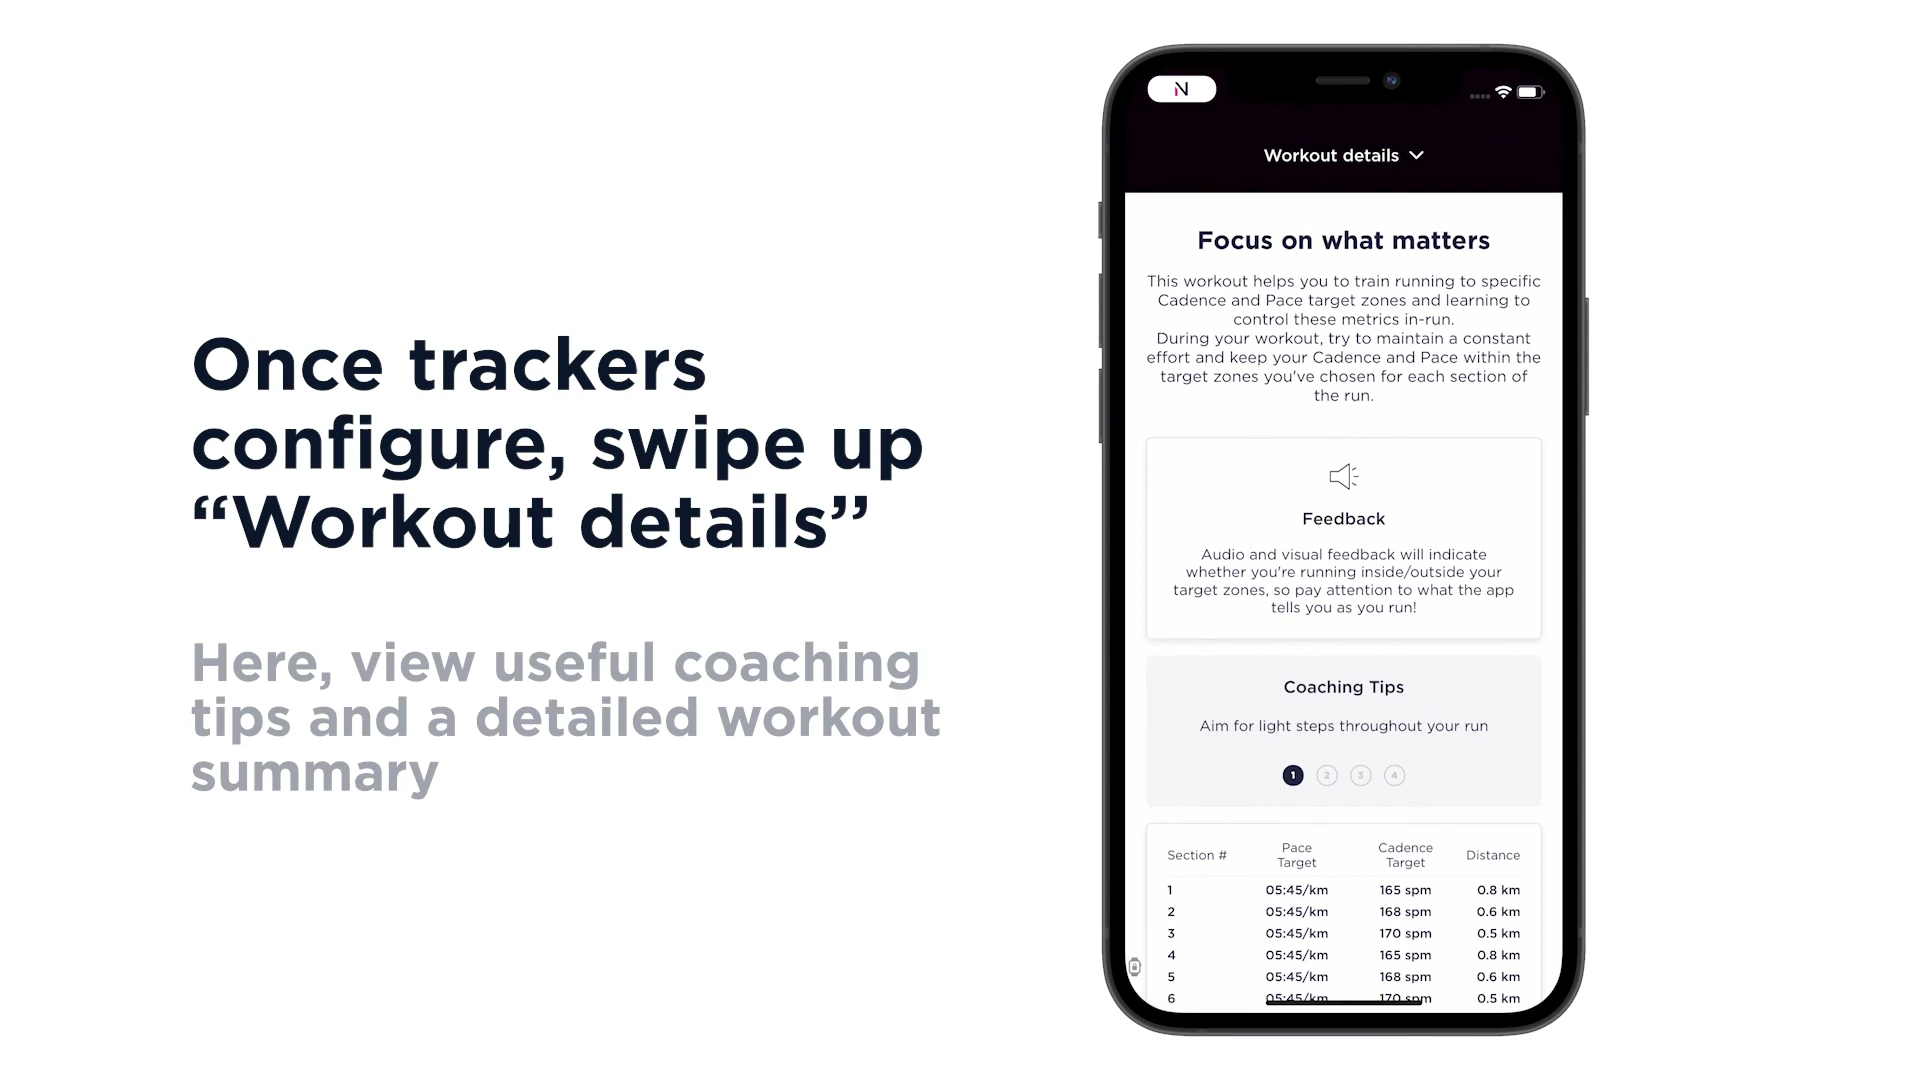 Once trackers
configure, swipe up
“Workout details”
Here, view useful coaching
tips and a detailed workout
summary
N
Workout details
Focus on what matters
This workout helps you to train running to specific
Cadence and Pace target zones and learning to
control these metrics in-run.
During your workout, try to maintain a constant
effort and keep your Cadence and Pace within the
target zones you've chosen for each section of
the run.
Feedback
Audio and visual feedback will indicate
whether you're running inside/outside your
target zones, so pay attention to what the app
tells you as you run!
Coaching Tips
Aim for light steps throughout your run
1 2 3 4
Section # Pace Target Cadence Target Distance
1 05:45/km 165 spm 0.8 km
2 05:45/km 168 spm 0.6 km
3 05:45/km 170 spm 0.5 km
4 05:45/km 165 spm 0.8 km
5 05:45/km 168 spm 0.6 km
6 05:45/km 170 spm 0.5 km